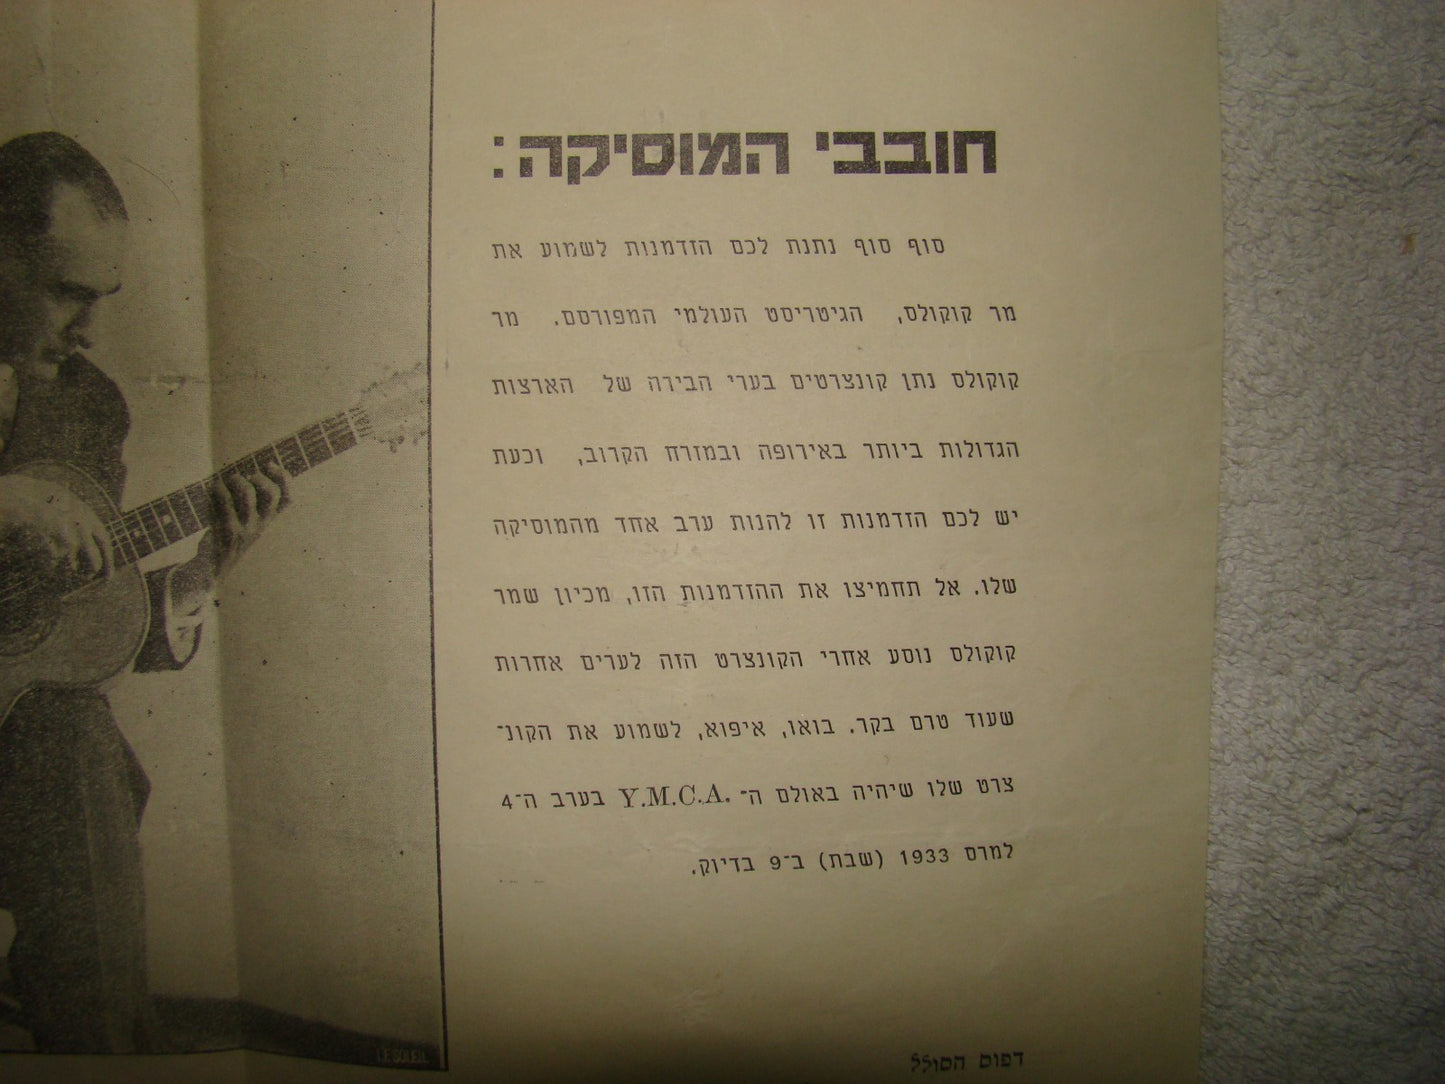 חובבי המוסיקה:
סוף סוף נתנת לכם הזדמנות לשמוע את
מר קוקולס, הגיטריסט העולמי המפורסם. מר
קוקולס נתן קונצרטים בערי הבירה של הארצות
הגדולות ביותר באירופה ובמזרח הקרוב, וכעת
יש לכם הזדמנות זו להנות ערב אחד מהמוסיקה
שלו. אל תחמיצו את ההזדמנות הזו, מכיון שמר
קוקולס נוסע אחרי הקונצרט הזה לערים אחרות
שעוד טרם בקר. בואו, איפוא, לשמוע את הקונ־
צרט שלו שיהיה באולם ה־ Y.M.C.A. בערב ה־4
למרס 1933 (שבת) ב־9 בדיוק.
דפוס הסולל
LE SOLEIL